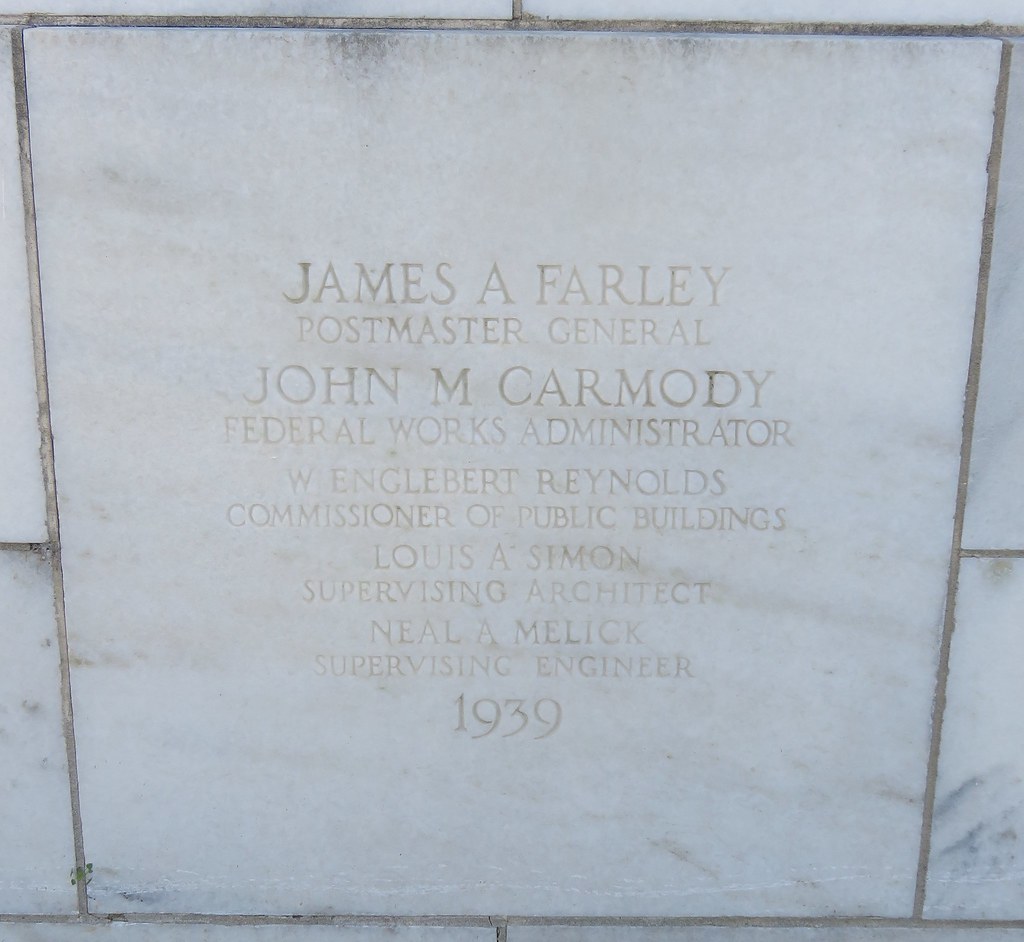 JAMES A FARLEY
POSTMASTER GENERAL
JOHN M CARMODY
FEDERAL WORKS ADMINISTRATOR
W ENGLEBERT REYNOLDS
COMMISSIONER OF PUBLIC BUILDINGS
LOUIS A SIMON
SUPERVISING ARCHITECT
NEAL A MELICK
SUPERVISING ENGINEER
1939